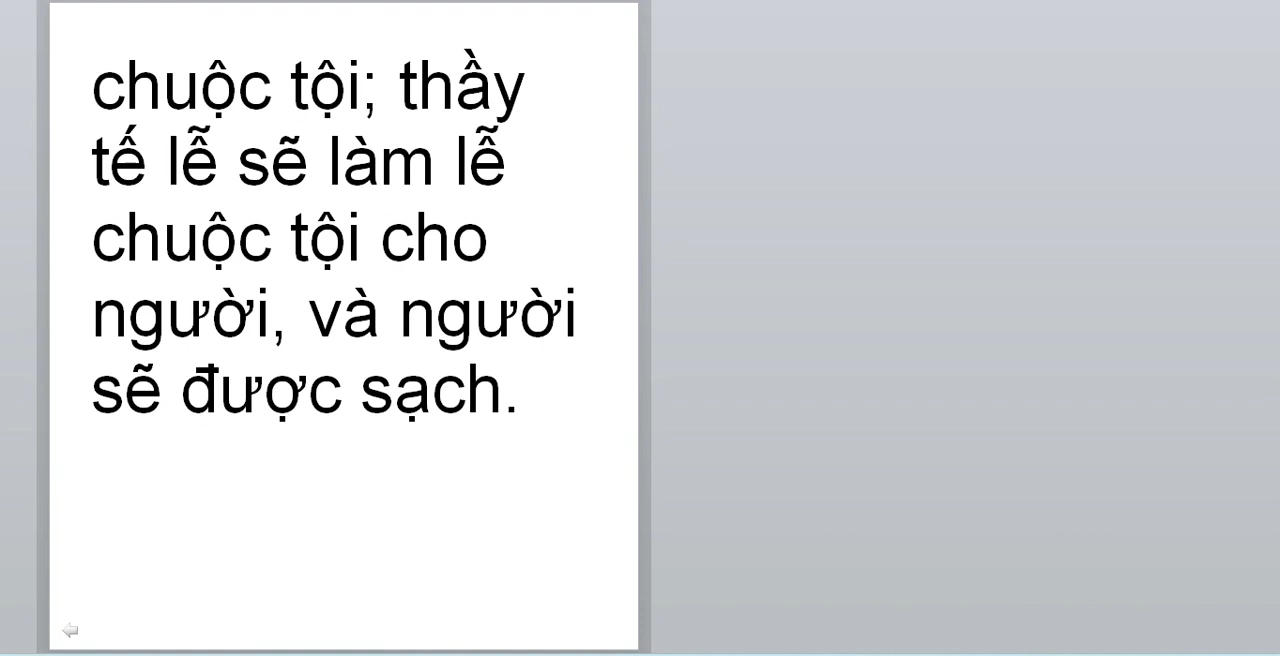 chuộc tội; thầy
tế lễ sẽ làm lễ
chuộc tội cho
người, và người
sẽ được sạch.